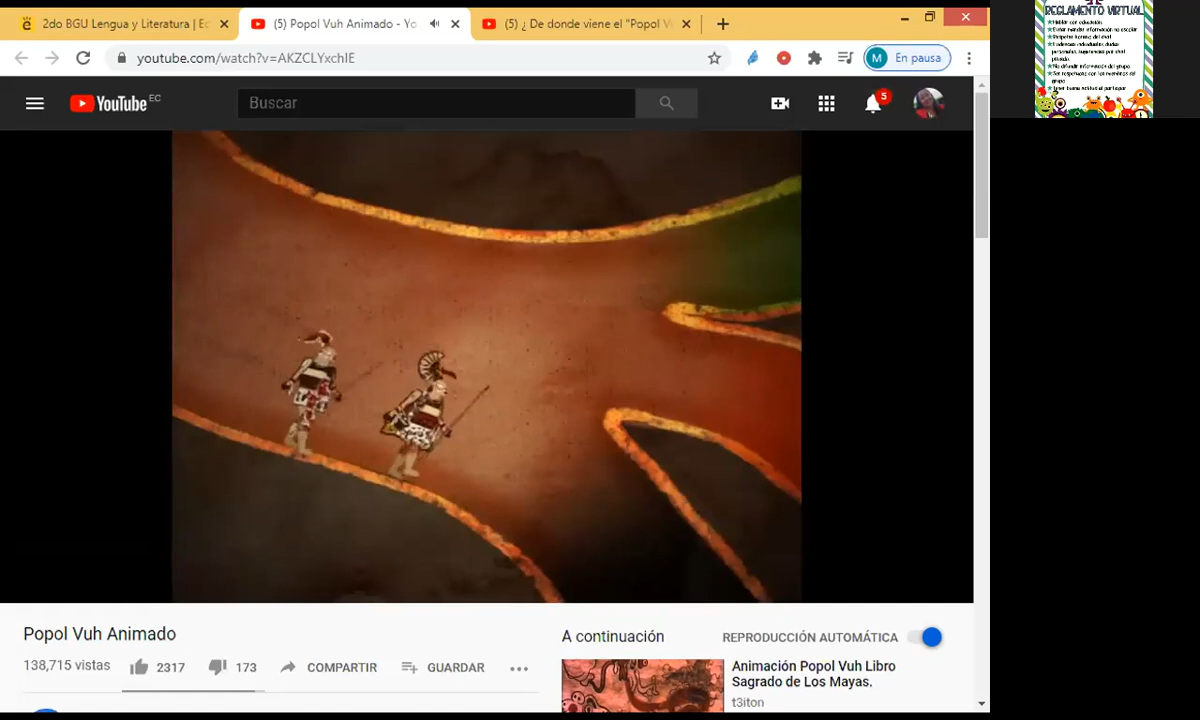 2do BGU Lengua y Literatura | Ec
(5) Popol Vuh Animado - Yo
(5) ¿ De donde viene el "Popol V
youtube.com/watch?v=AKZCLYxchIE
M
En pausa
YouTube EC
Buscar
5
REGLAMENTO VIRTUAL
Popol Vuh Animado
138,715 vistas
2317
173
COMPARTIR
GUARDAR
A continuación
REPRODUCCIÓN AUTOMÁTICA
Animación Popol Vuh Libro
Sagrado de Los Mayas.
t3iton